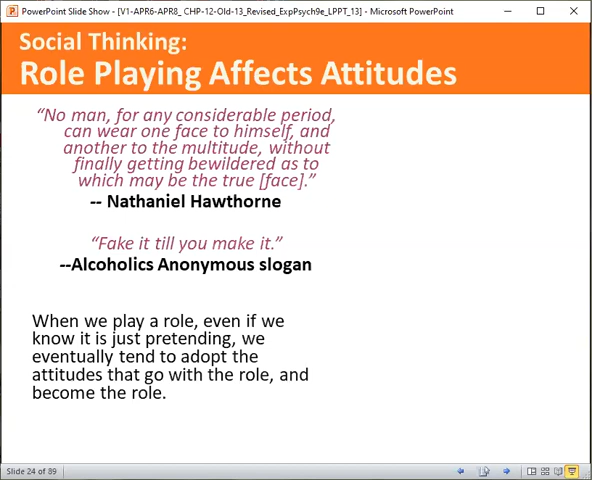 PowerPoint Slide Show - [V1-APR6-APR8_ CHP-12-Old-13_Revised_ExpPsych9e_LPPT_13] - Microsoft PowerPoint
Social Thinking:
Role Playing Affects Attitudes
“No man, for any considerable period,
can wear one face to himself, and
another to the multitude, without
finally getting bewildered as to
which may be the true [face].”
-- Nathaniel Hawthorne
“Fake it till you make it.”
--Alcoholics Anonymous slogan
When we play a role, even if we
know it is just pretending, we
eventually tend to adopt the
attitudes that go with the role, and
become the role.
Slide 24 of 89